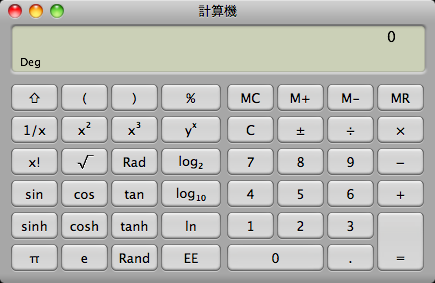 計算機
0
Deg
⇧ ( ) % MC M+ M- MR
1/x x² x³ yˣ C ± ÷ ×
x! √ Rad log₂ 7 8 9 −
sin cos tan log₁₀ 4 5 6 +
sinh cosh tanh ln 1 2 3
π e Rand EE 0 . =